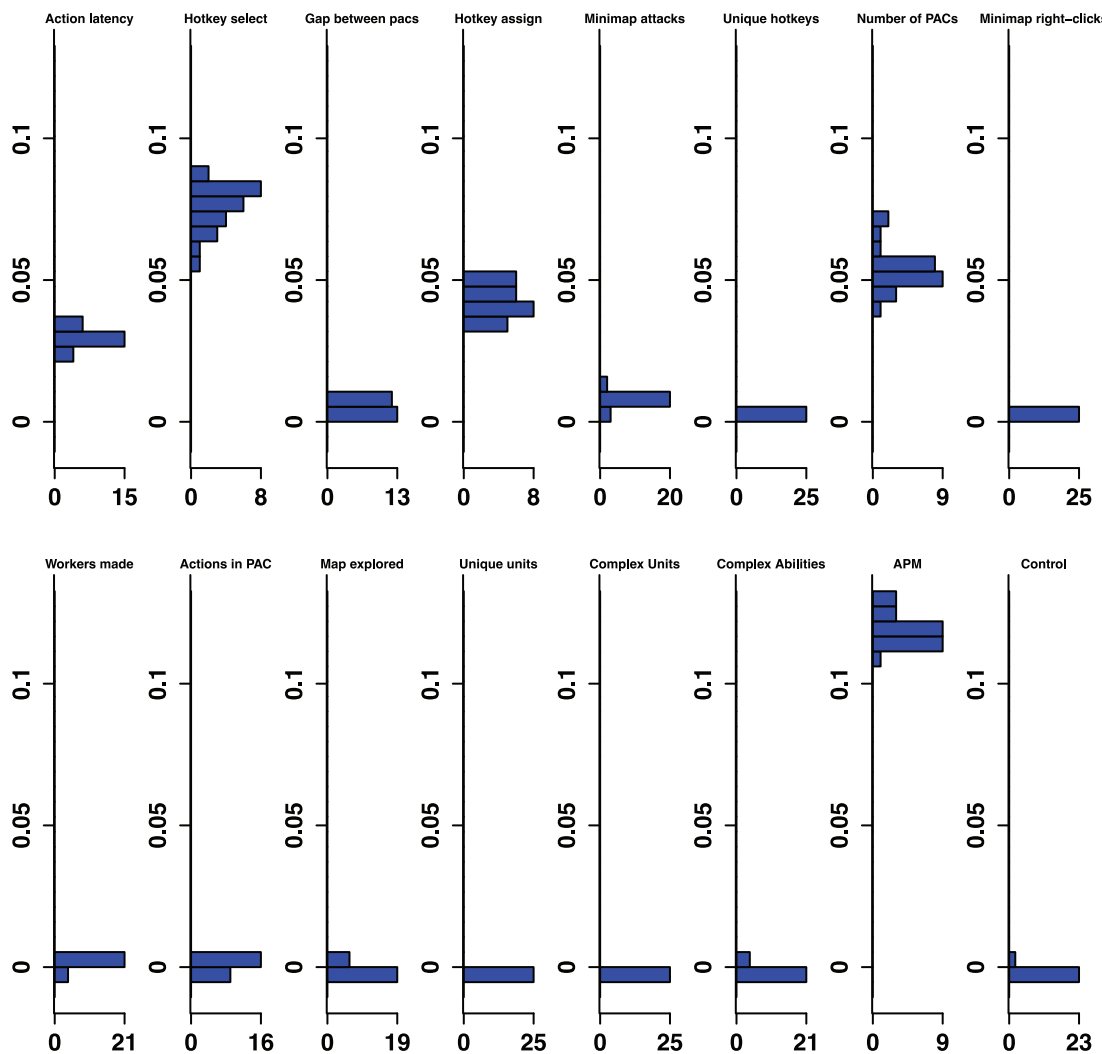 Action latency Hotkey select Gap between pacs Hotkey assign Minimap attacks Unique hotkeys Number of PACs Minimap right−clicks
0.1 0.1 0.1 0.1 0.1 0.1 0.1 0.1
0.05 0.05 0.05 0.05 0.05 0.05 0.05 0.05
0 0 0 0 0 0 0 0
0 15 0 8 0 13 0 8 0 20 0 25 0 9 0 25
Workers made Actions in PAC Map explored Unique units Complex Units Complex Abilities APM Control
0.1 0.1 0.1 0.1 0.1 0.1 0.1 0.1
0.05 0.05 0.05 0.05 0.05 0.05 0.05 0.05
0 0 0 0 0 0 0 0
0 21 0 16 0 19 0 25 0 25 0 21 0 9 0 23